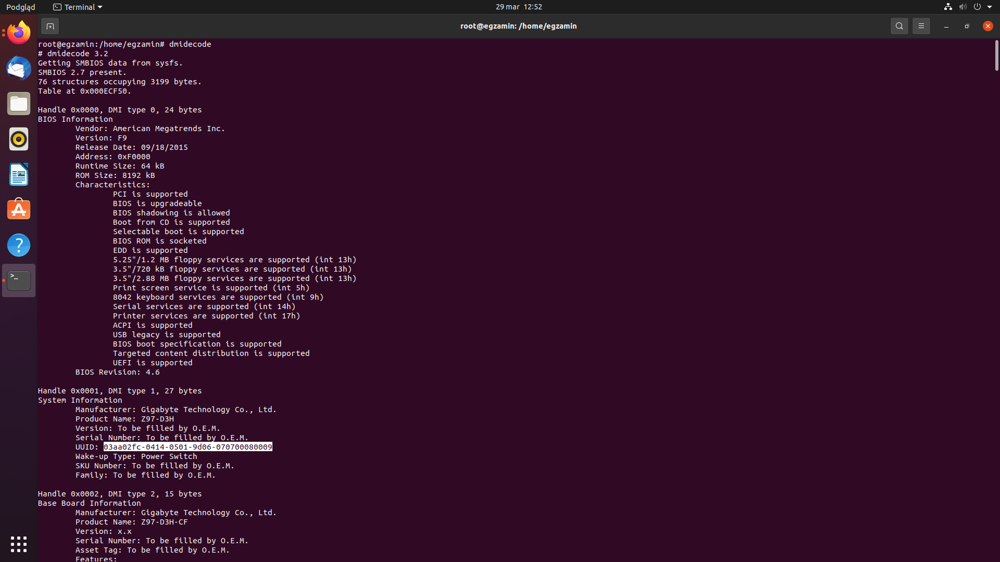 Podgląd
Terminal
29 mar 12:52
root@egzamin: /home/egzamin
root@egzamin:/home/egzamin# dmidecode
# dmidecode 3.2
Getting SMBIOS data from sysfs.
SMBIOS 2.7 present.
76 structures occupying 3199 bytes.
Table at 0x000ECF50.
Handle 0x0000, DMI type 0, 24 bytes
BIOS Information
Vendor: American Megatrends Inc.
Version: F9
Release Date: 09/18/2015
Address: 0xF0000
Runtime Size: 64 kB
ROM Size: 8192 kB
Characteristics:
PCI is supported
BIOS is upgradeable
BIOS shadowing is allowed
Boot from CD is supported
Selectable boot is supported
BIOS ROM is socketed
EDD is supported
5.25"/1.2 MB floppy services are supported (int 13h)
3.5"/720 kB floppy services are supported (int 13h)
3.5"/2.88 MB floppy services are supported (int 13h)
Print screen service is supported (int 5h)
8042 keyboard services are supported (int 9h)
Serial services are supported (int 14h)
Printer services are supported (int 17h)
ACPI is supported
USB legacy is supported
BIOS boot specification is supported
Targeted content distribution is supported
UEFI is supported
BIOS Revision: 4.6
Handle 0x0001, DMI type 1, 27 bytes
System Information
Manufacturer: Gigabyte Technology Co., Ltd.
Product Name: Z97-D3H
Version: To be filled by O.E.M.
Serial Number: To be filled by O.E.M.
UUID: 03aa02fc-0414-0501-9d06-070700080009
Wake-up Type: Power Switch
SKU Number: To be filled by O.E.M.
Family: To be filled by O.E.M.
Handle 0x0002, DMI type 2, 15 bytes
Base Board Information
Manufacturer: Gigabyte Technology Co., Ltd.
Product Name: Z97-D3H-CF
Version: x.x
Serial Number: To be filled by O.E.M.
Asset Tag: To be filled by O.E.M.
Features: